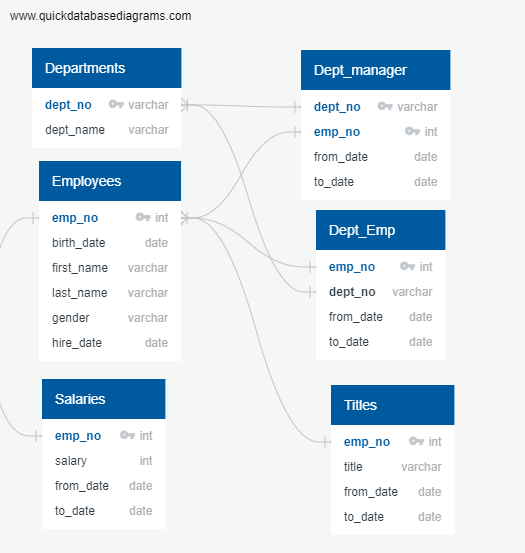 www.quickdatabasediagrams.com
Departments
dept_no varchar
dept_name varchar
Employees
emp_no int
birth_date date
first_name varchar
last_name varchar
gender varchar
hire_date date
Salaries
emp_no int
salary int
from_date date
to_date date
Dept_manager
dept_no varchar
emp_no int
from_date date
to_date date
Dept_Emp
emp_no int
dept_no varchar
from_date date
to_date date
Titles
emp_no int
title varchar
from_date date
to_date date